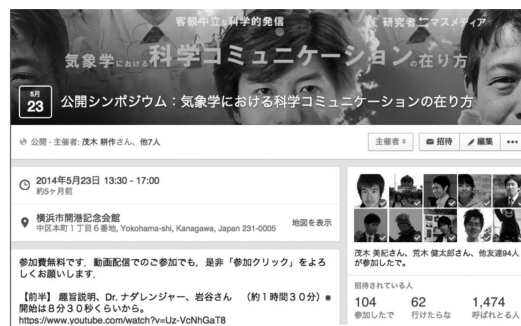 客観中立な科学的発信
研究者 マスメディア
気象学における科学コミュニケーションの在り方
5月
23
公開シンポジウム：気象学における科学コミュニケーションの在り方
公開・主催者: 茂木 耕作さん、他7人
主催者
招待
編集
2014年5月23日 13:30 - 17:00
約5ヶ月前
横浜市開港記念会館
中区本町１丁目６番地, Yokohama-shi, Kanagawa, Japan 231-0005
地図を表示
茂木 美紀さん、荒木 健太郎さん、他友達94人
が参加したで。
参加費無料です．動画配信でのご参加でも，是非「参加クリック」をよろ
しくお願いします．
招待されている人
104 62 1,474
参加したで 行けたらな 呼ばれとる人
【前半】 趣旨説明、Dr. ナダレンジャー、岩谷さん （約１時間３０分）※
開始は８分３０秒くらいから。
https://www.youtube.com/watch?v=Uz-VcNhGaT8